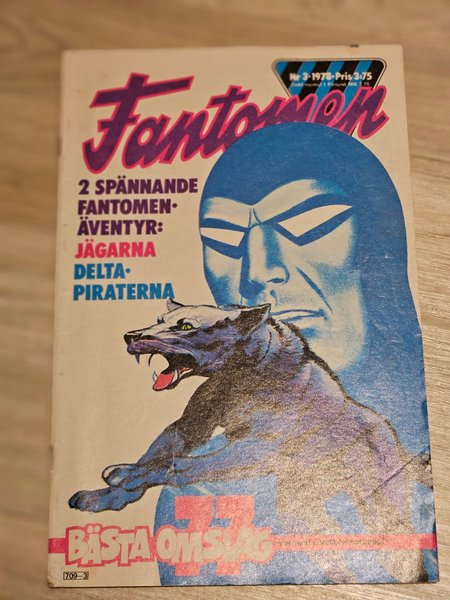 Nr 3·1978·Pris 3:75
Fantomen
2 SPÄNNANDE
FANTOMEN-
ÄVENTYR:
JÄGARNA
DELTA-
PIRATERNA
77
BÄSTA OMSLAG
709—3